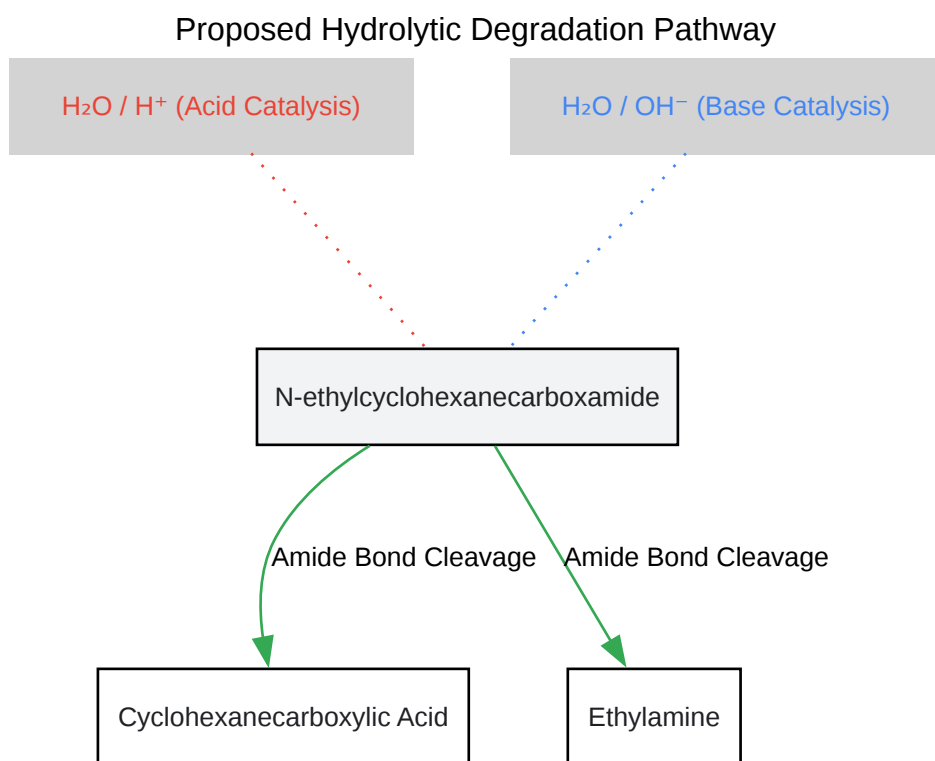 Proposed Hydrolytic Degradation Pathway
H₂O / H⁺ (Acid Catalysis)
H₂O / OH⁻ (Base Catalysis)
N-ethylcyclohexanecarboxamide
Amide Bond Cleavage
Amide Bond Cleavage
Cyclohexanecarboxylic Acid
Ethylamine